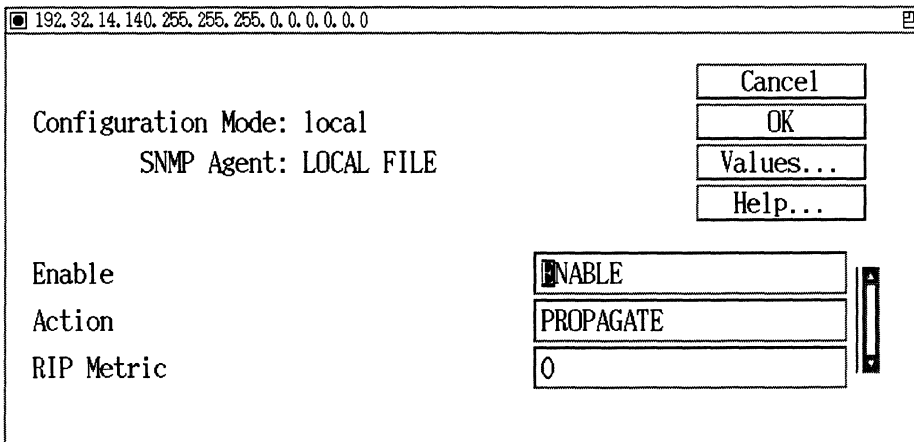 192.32.14.140.255.255.255.0.0.0.0.0.0
Cancel
Configuration Mode: local
OK
SNMP Agent: LOCAL FILE
Values...
Help...
Enable
ENABLE
Action
PROPAGATE
RIP Metric
0